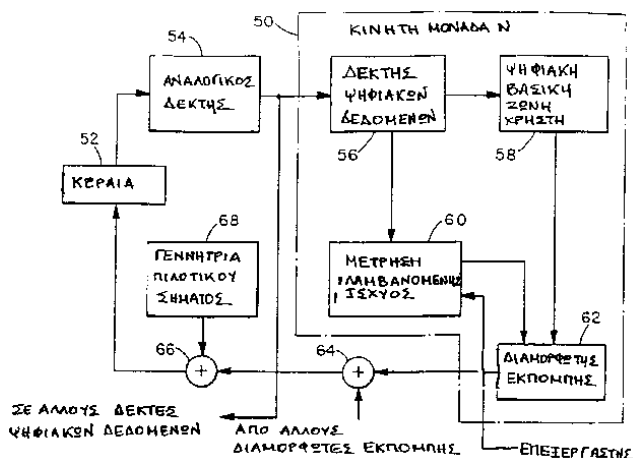 50
ΚΙΝΗΤΗ ΜΟΝΑΔΑ Ν
54
ΑΝΑΛΟΓΙΚΟΣ
ΔΕΚΤΗΣ
ΔΕΚΤΗΣ
ΨΗΦΙΑΚΩΝ
ΔΕΔΟΜΕΝΩΝ
56
ΨΗΦΙΑΚΗ
ΒΑΣΙΚΗ
ΖΩΝΗ
ΧΡΗΣΤΗ
58
52
ΚΕΡΑΙΑ
68
ΓΕΝΝΗΤΡΙΑ
ΠΙΛΟΤΙΚΟΥ
ΣΗΜΑΤΟΣ
60
ΜΕΤΡΗΣΗ
ΛΑΜΒΑΝΟΜΕΝΗΣ
ΙΣΧΥΟΣ
62
ΔΙΑΜΟΡΦΩΤΗΣ
ΕΚΠΟΜΠΗΣ
66
+
64
+
ΣΕ ΑΛΛΟΥΣ ΔΕΚΤΕΣ
ΨΗΦΙΑΚΩΝ ΔΕΔΟΜΕΝΩΝ
ΑΠΟ ΑΛΛΟΥΣ
ΔΙΑΜΟΡΦΩΤΕΣ ΕΚΠΟΜΠΗΣ
ΕΠΕΞΕΡΓΑΣΤΗΣ